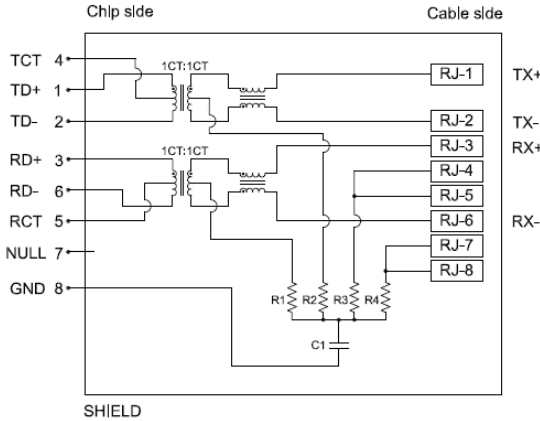 Chip side
Cable side
TCT 4
1CT:1CT
RJ-1
TX+
TD+ 1
TD- 2
RJ-2
TX-
RJ-3
RX+
RD+ 3
1CT:1CT
RJ-4
RD- 6
RJ-5
RCT 5
RJ-6
RX-
NULL 7
RJ-7
RJ-8
GND 8
R1
R2
R3
R4
C1
SHIELD